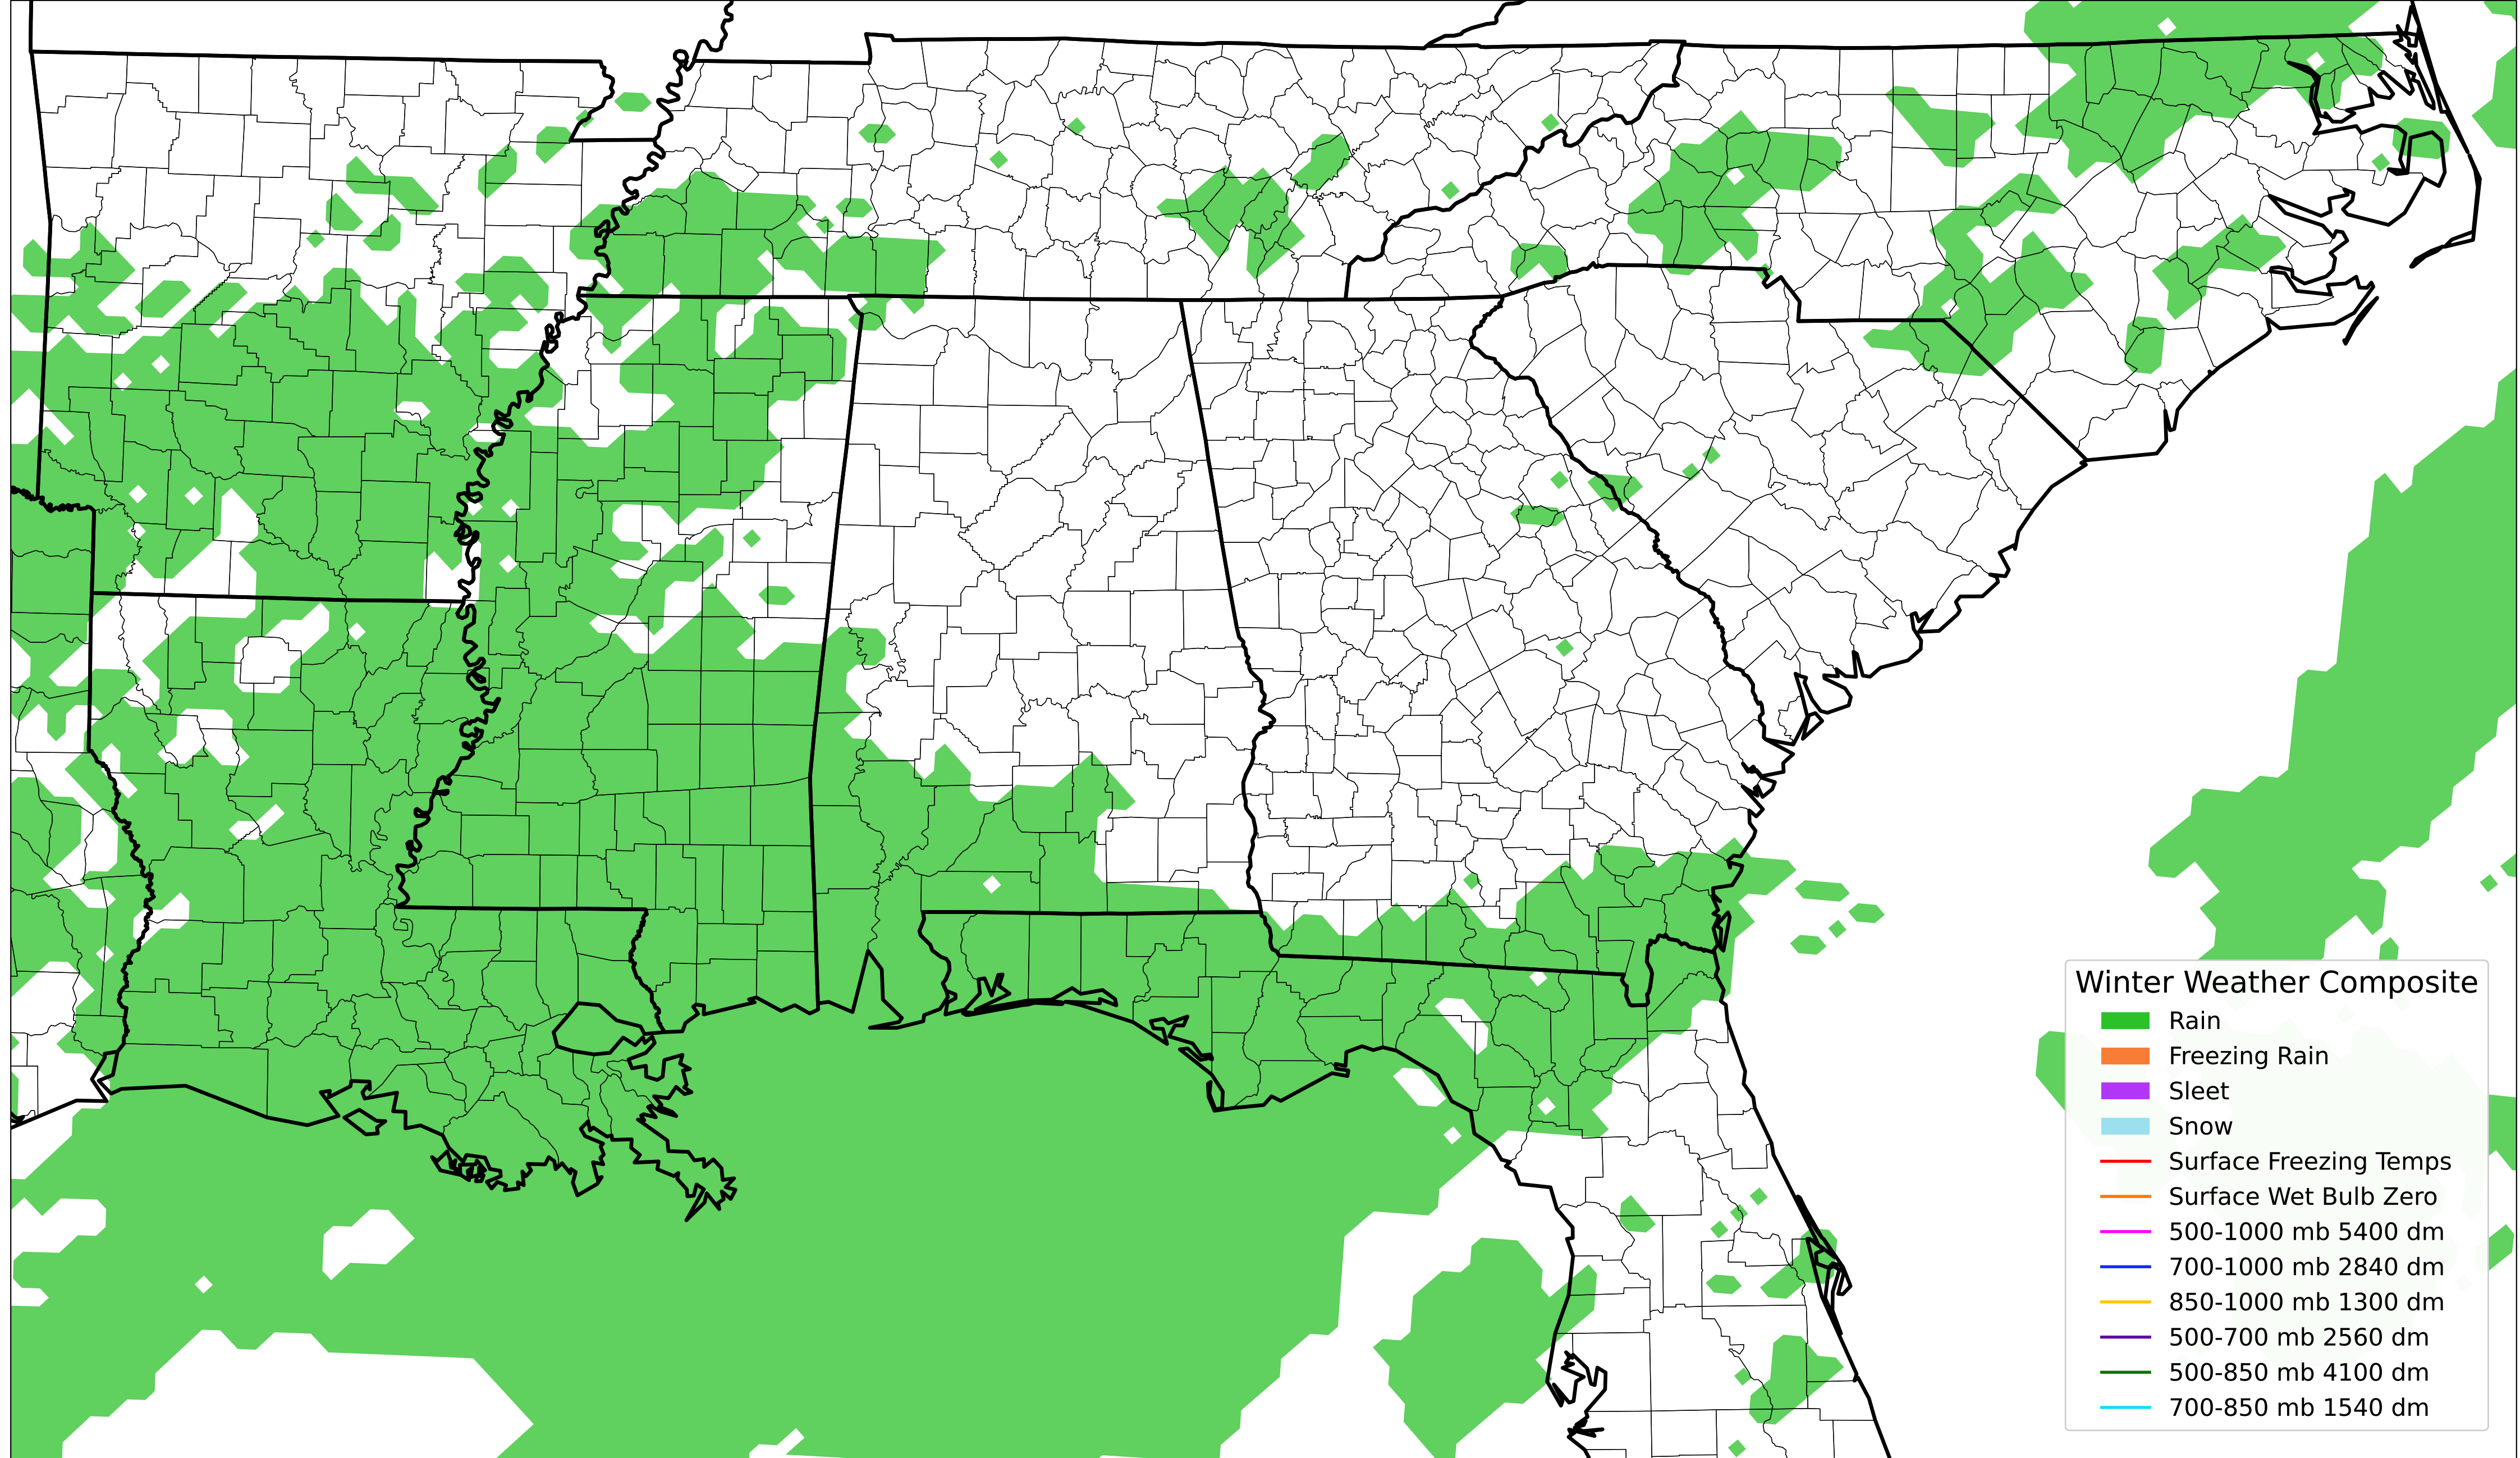 Winter Weather Composite
Rain
Freezing Rain
Sleet
Snow
Surface Freezing Temps
Surface Wet Bulb Zero
500-1000 mb 5400 dm
700-1000 mb 2840 dm
850-1000 mb 1300 dm
500-700 mb 2560 dm
500-850 mb 4100 dm
700-850 mb 1540 dm